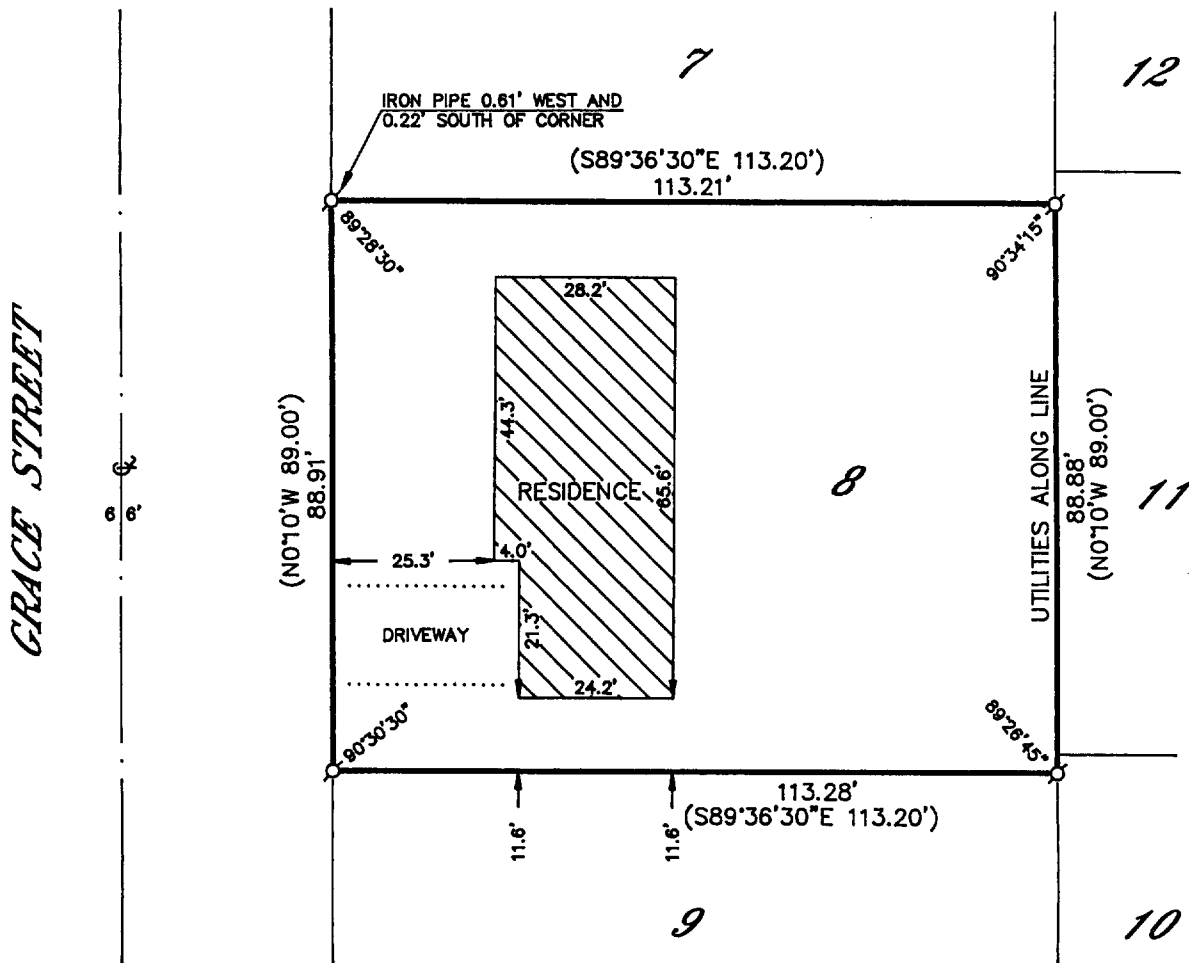 7
12
IRON PIPE 0.61' WEST AND
0.22' SOUTH OF CORNER
(S89°36'30"E 113.20')
113.21'
89°28'30"
90°34'15"
28.2'
GRACE STREET
℄
6 6'
(N0°10'W 89.00')
88.91'
44.3'
RESIDENCE
65.6'
8
UTILITIES ALONG LINE
88.88'
(N0°10'W 89.00')
11
25.3'
4.0'
DRIVEWAY
21.3'
24.2'
90°30'30"
89°26'45"
113.28'
(S89°36'30"E 113.20')
11.6'
11.6'
9
10